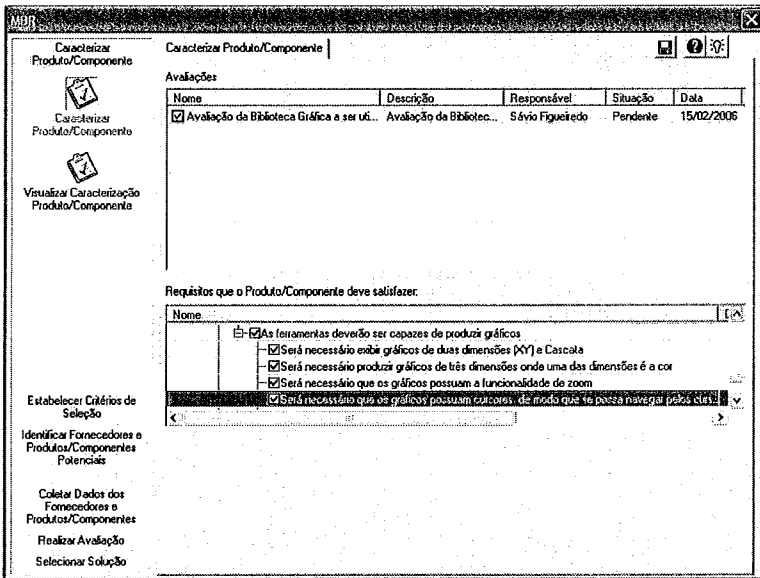 MBR
Caracterizar
Produto/Componente
Caracterizar
Produto/Componente
Visualizar Caracterização
Produto/Componente
Estabelecer Critérios de
Seleção
Identificar Fornecedores e
Produtos/Componentes
Potenciais
Coletar Dados dos
Fornecedores e
Produtos/Componentes
Realizar Avaliação
Selecionar Solução
Caracterizar Produto/Componente
Avaliações
Nome Descrição Responsável Situação Data
Avaliação da Biblioteca Gráfica a ser uti... Avaliação da Bibliotec... Sávio Figueiredo Pendente 15/02/2006
Requisitos que o Produto/Componente deve satisfazer:
Nome
As ferramentas deverão ser capazes de produzir gráficos
Será necessário exibir gráficos de duas dimensões (XY) e Cascata
Será necessário produzir gráficos de três dimensões onde uma das dimensões é a cor
Será necessário que os gráficos possuam a funcionalidade de zoom
Será necessário que os gráficos possuam cursores, de modo que se possa navegar pelos